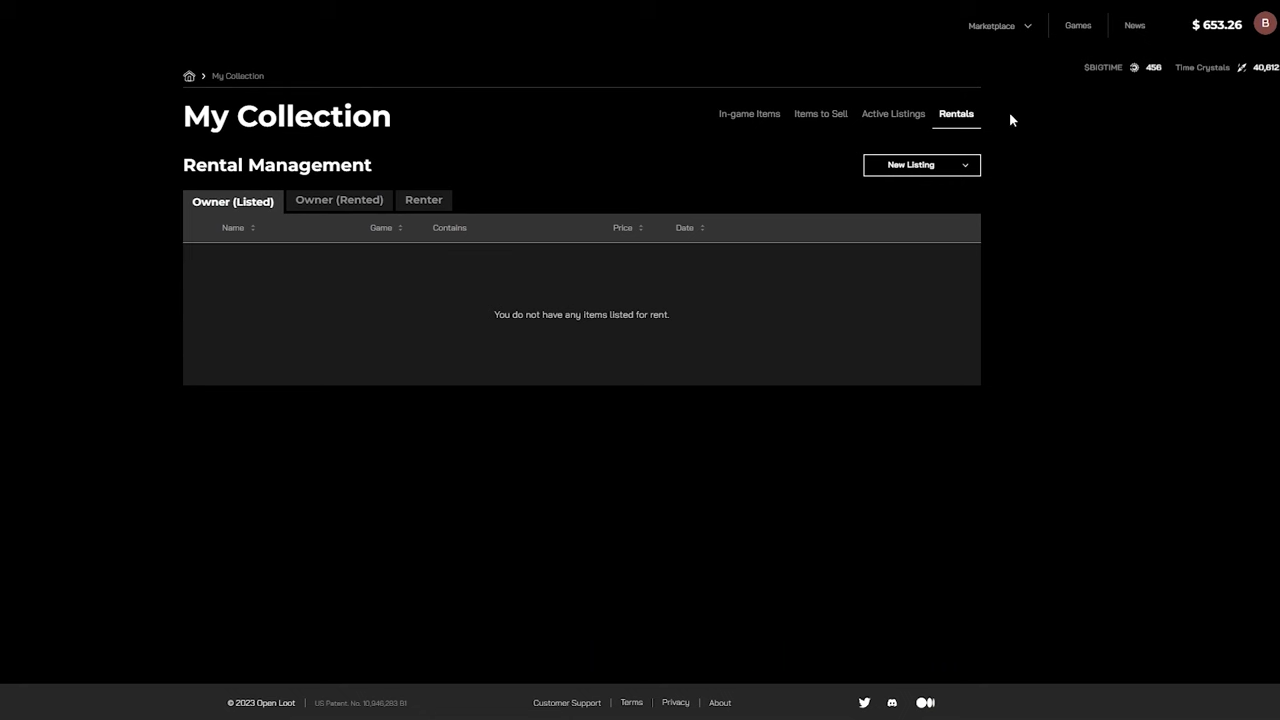 Marketplace Games News $ 653.26 B
$BIGTIME 456 Time Crystals 40,612
My Collection
My Collection In-game Items Items to Sell Active Listings Rentals
Rental Management New Listing
Owner (Listed) Owner (Rented) Renter
Name Game Contains Price Date
You do not have any items listed for rent.
© 2023 Open Loot US Patent. No. 10,946,283 B1 Customer Support Terms Privacy About